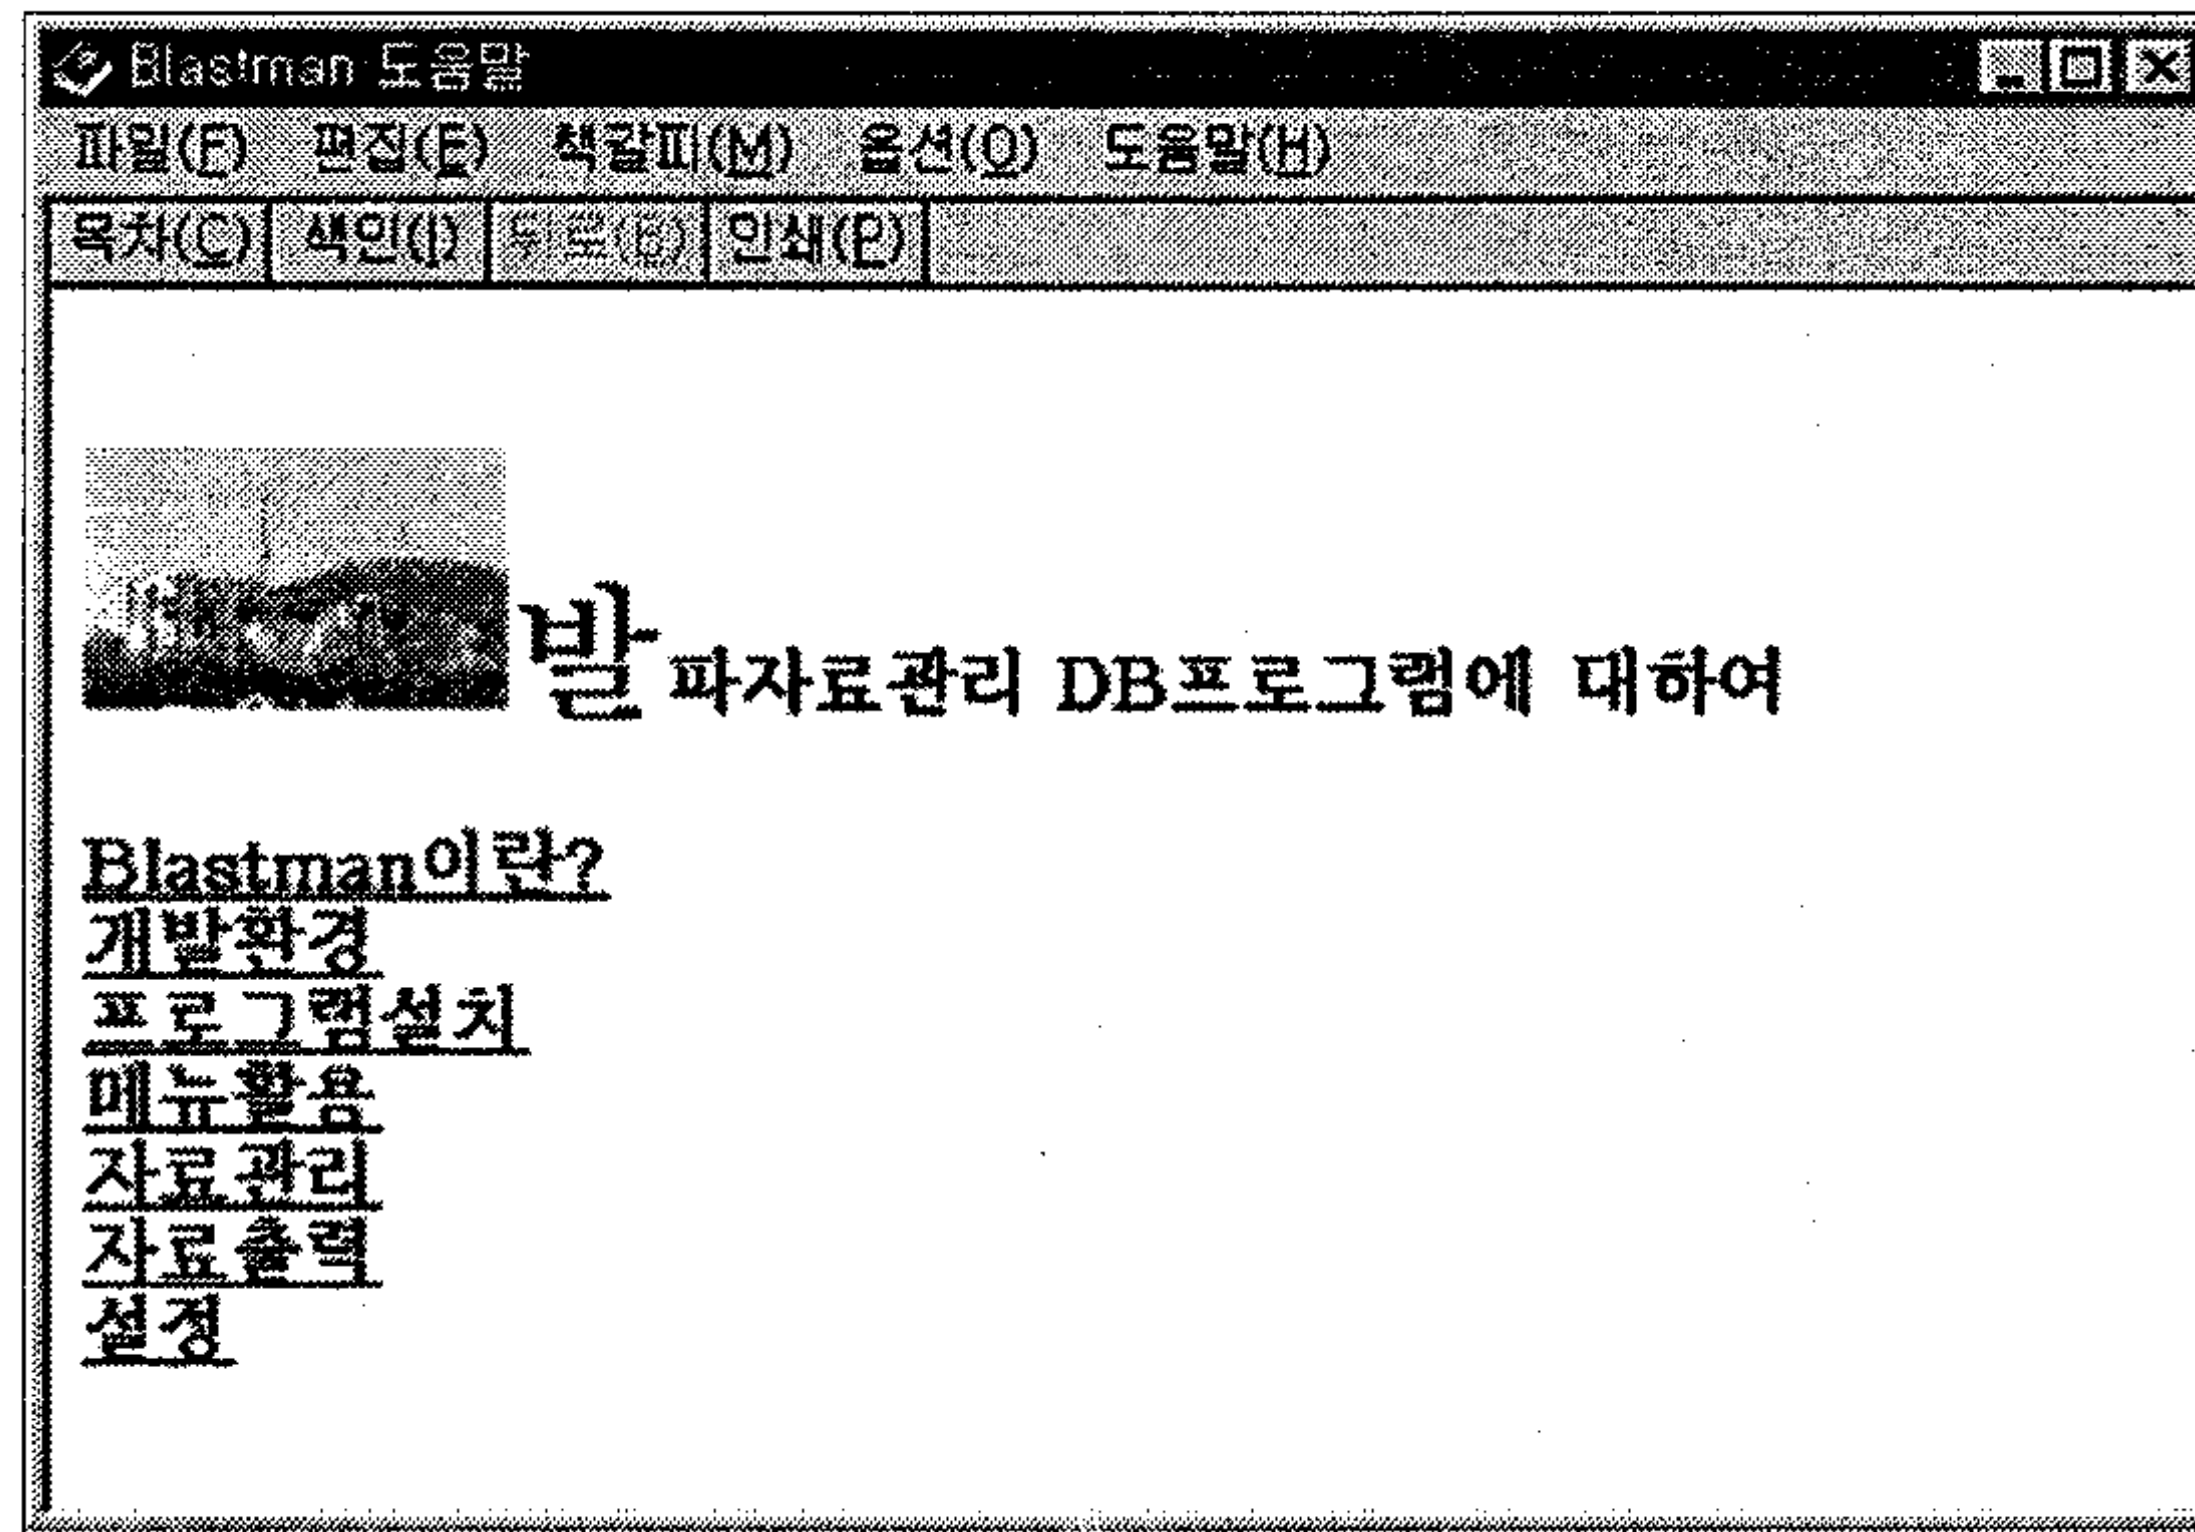 Blastman 도움말
파일(F) 편집(E) 책갈피(M) 옵션(O) 도움말(H)
목차(C) 색인(I) 뒤로(B) 인쇄(P)
발파자료관리 DB프로그램에 대하여
Blastman이란?
개발환경
프로그램설치
메뉴활용
자료관리
자료출력
설정